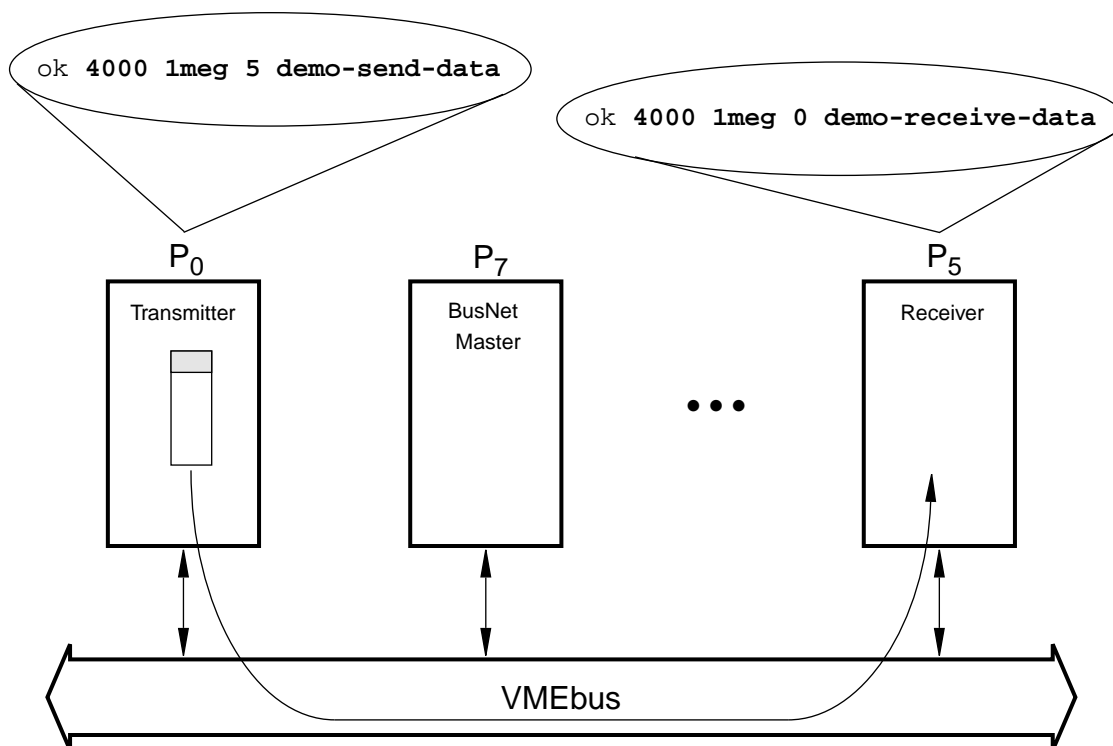 ok 4000 1meg 5 demo-send-data
ok 4000 1meg 0 demo-receive-data
P0
P7
P5
Transmitter
BusNet
Master
Receiver
VMEbus